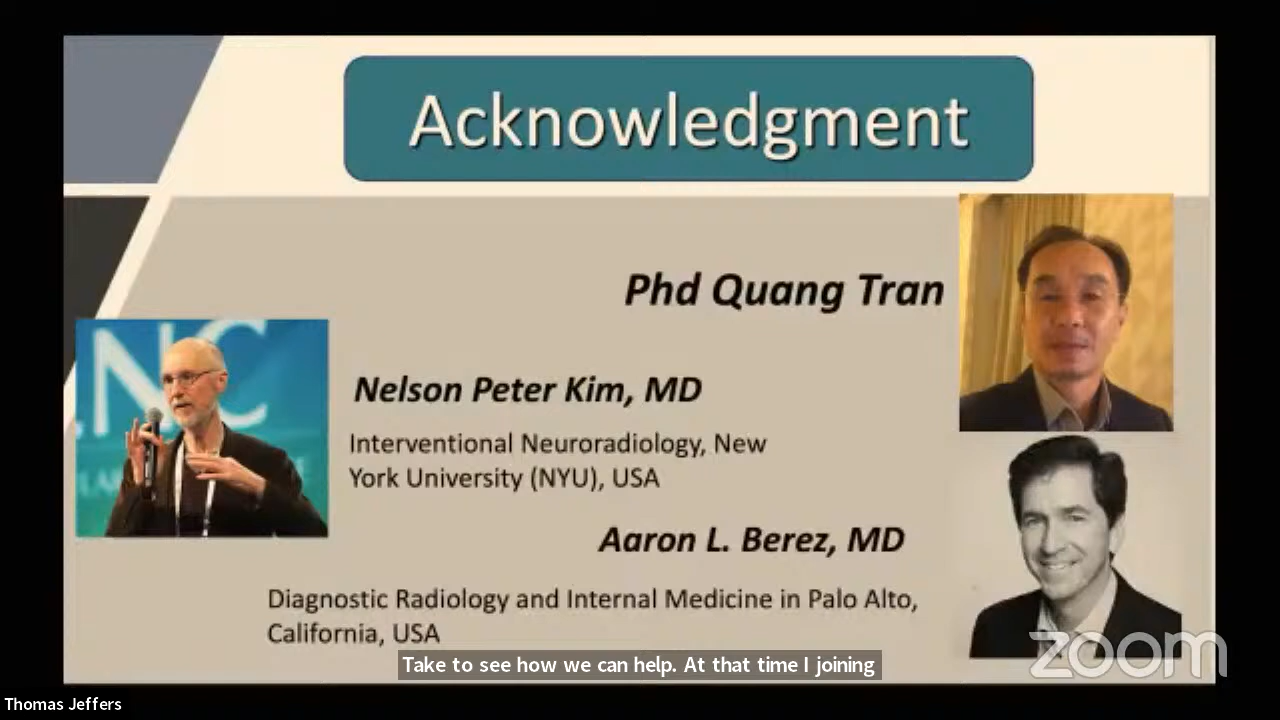 Acknowledgment
Phd Quang Tran
NC
Nelson Peter Kim, MD
Interventional Neuroradiology, New
York University (NYU), USA
Aaron L. Berez, MD
Diagnostic Radiology and Internal Medicine in Palo Alto,
California, USA
Take to see how we can help. At that time I joining
zoom
Thomas Jeffers